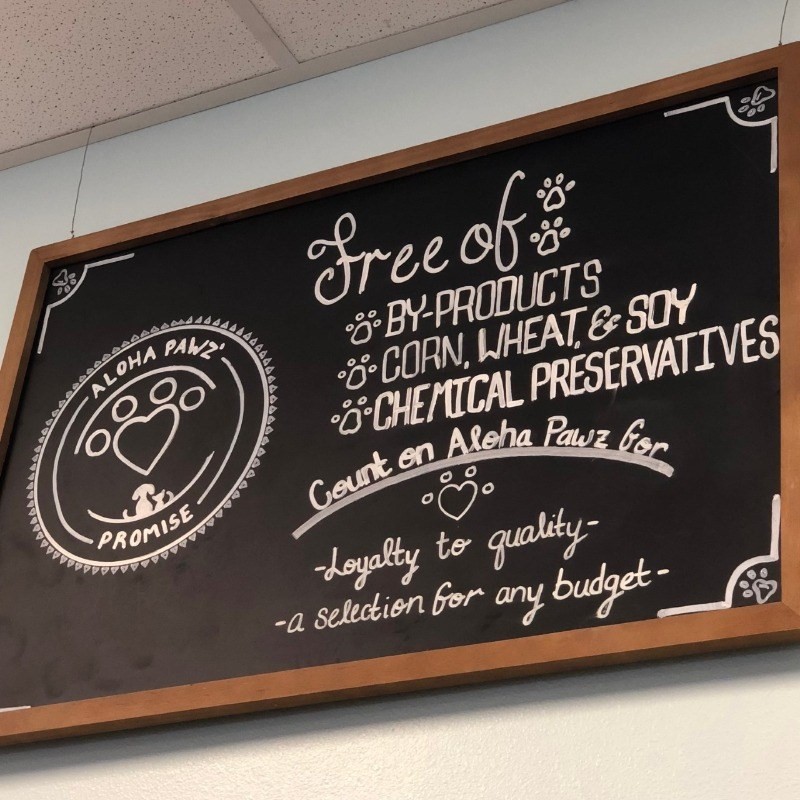 Free of
BY-PRODUCTS
CORN, WHEAT, & SOY
CHEMICAL PRESERVATIVES
Count on Aloha Pawz for
-Loyalty to quality-
-a selection for any budget-
ALOHA PAWZ'
PROMISE